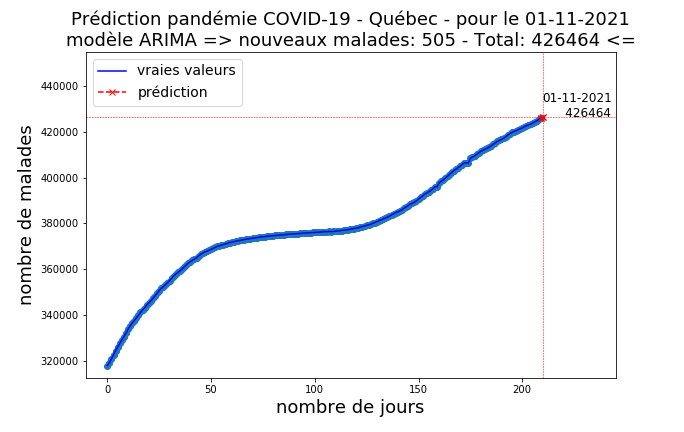 Prédiction pandémie COVID-19 - Québec - pour le 01-11-2021
modèle ARIMA => nouveaux malades: 505 - Total: 426464 <=
vraies valeurs
prédiction
01-11-2021
426464
nombre de malades
440000
420000
400000
380000
360000
340000
320000
0 50 100 150 200
nombre de jours